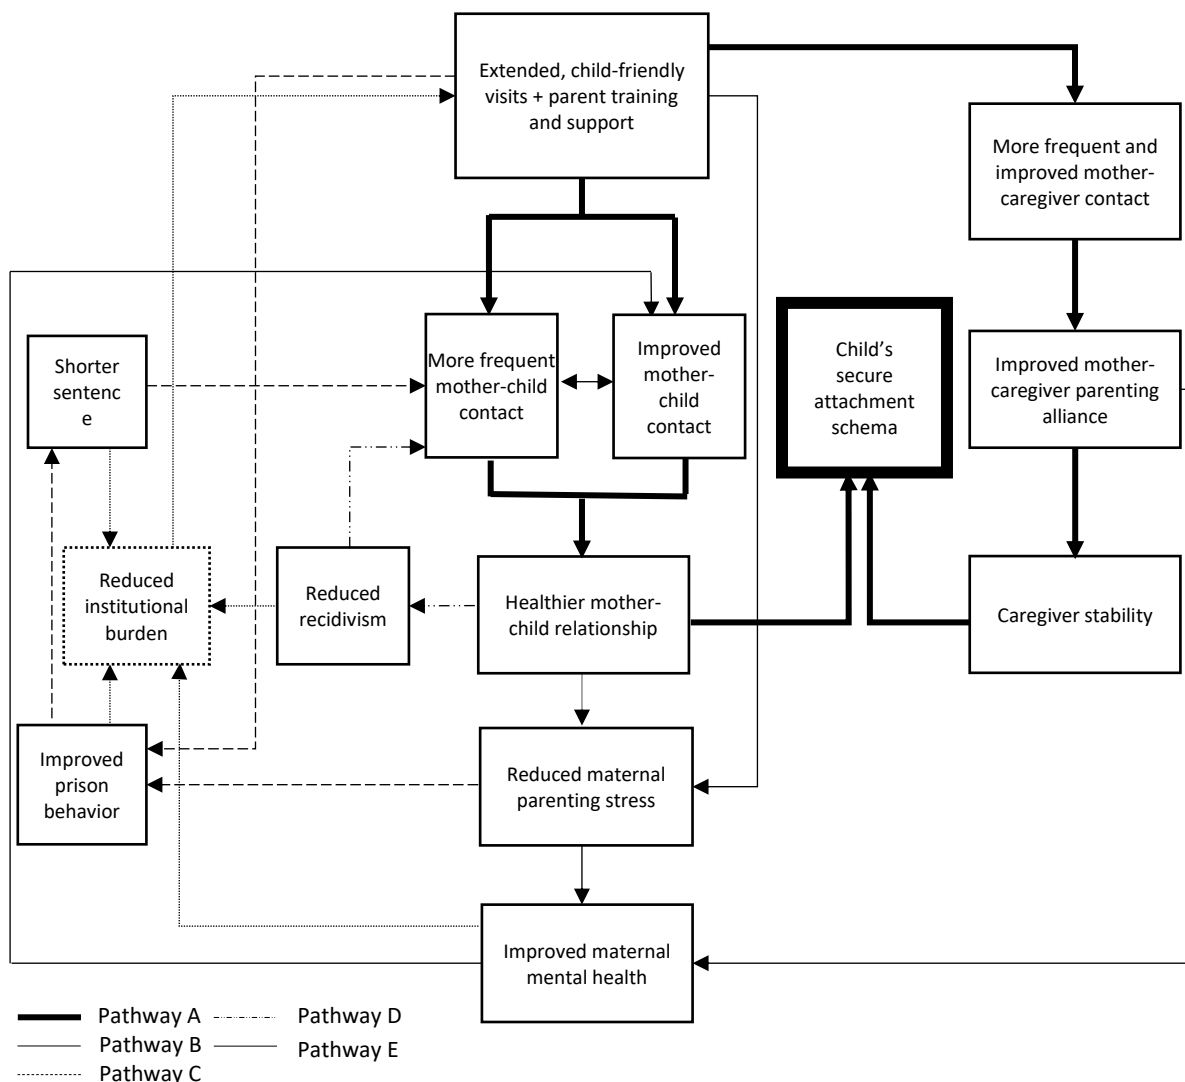 Extended, child-friendly
visits + parent training
and support
More frequent and
improved mother-
caregiver contact
Shorter
sentenc
e
More frequent
mother-child
contact
Improved
mother-
child
contact
Child's
secure
attachment
schema
Improved mother-
caregiver parenting
alliance
Reduced
institutional
burden
Reduced
recidivism
Healthier mother-
child relationship
Caregiver stability
Improved
prison
behavior
Reduced maternal
parenting stress
Improved maternal
mental health
Pathway A
Pathway D
Pathway B
Pathway E
Pathway C